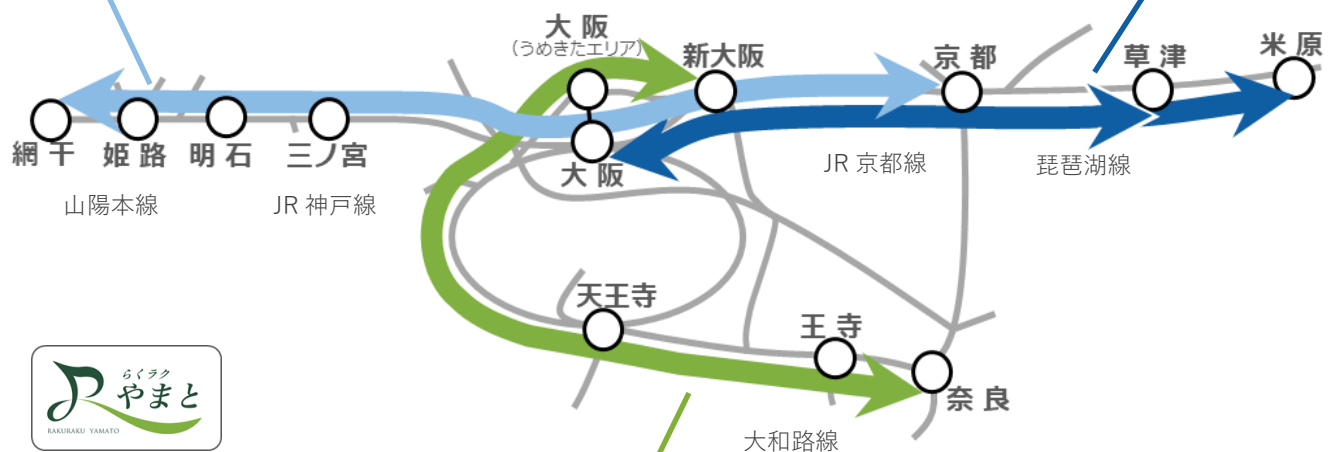 大阪
(うめきたエリア)
新大阪
京都
草津
米原
網干
姫路
明石
三ノ宮
大阪
JR 京都線
琵琶湖線
山陽本線
JR 神戸線
天王寺
王寺
奈良
大和路線
らくラク
やまと
RAKURAKU YAMATO